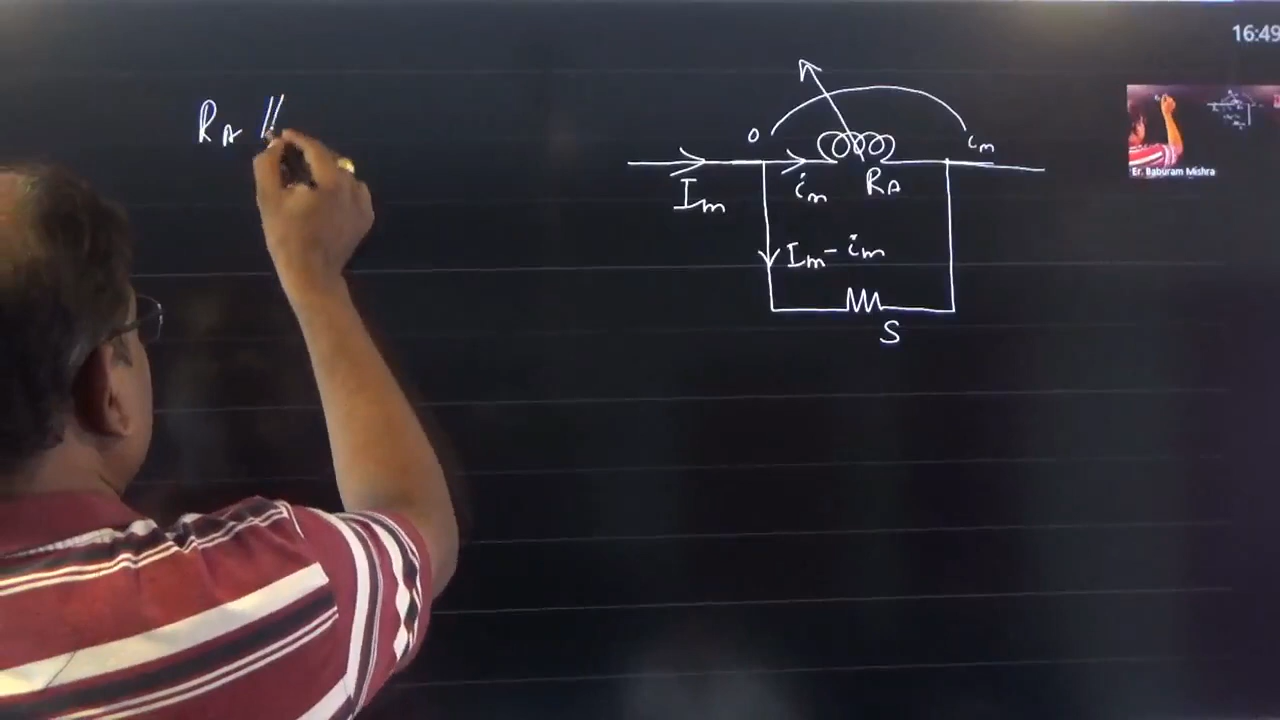 16:49
Er. Baburam Mishra
R_A //
0 i_m
I_m i_m R_A
I_m - i_m
S